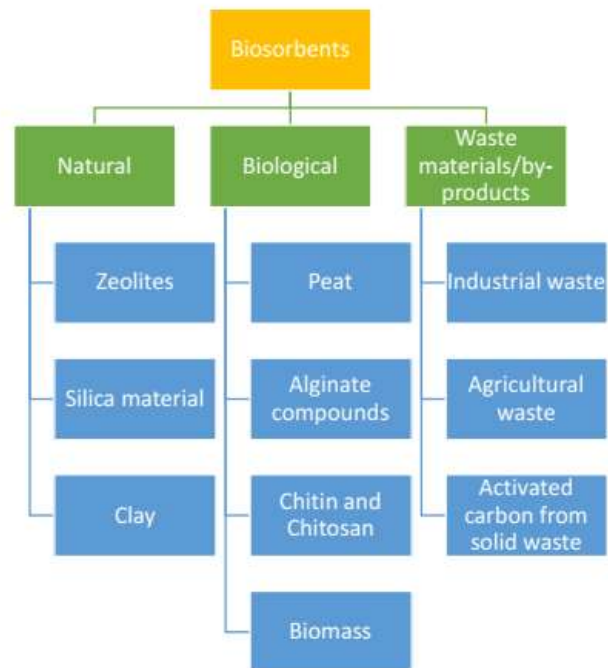 Biosorbents
Natural
Biological
Waste
materials/by-
products
Zeolites
Silica material
Clay
Peat
Alginate
compounds
Chitin and
Chitosan
Biomass
Industrial waste
Agricultural
waste
Activated
carbon from
solid waste